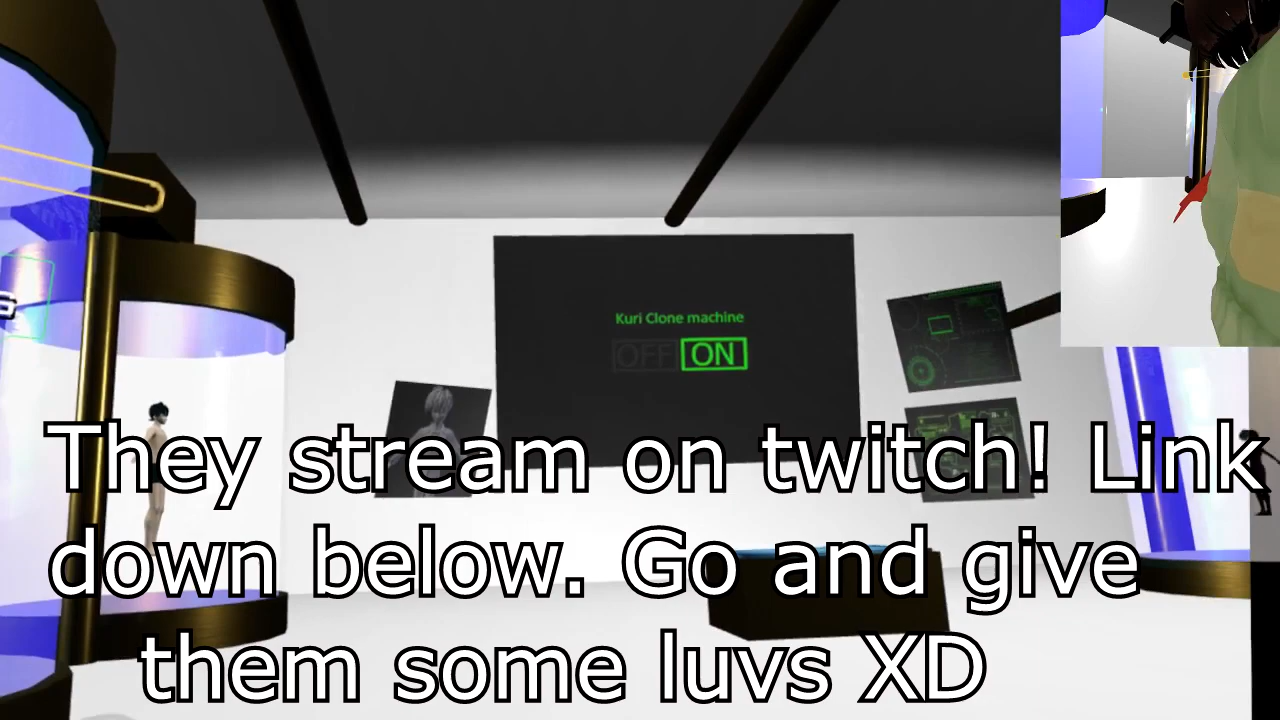 Kuri Clone machine
OFF ON
They stream on twitch! Link
down below. Go and give
them some luvs XD